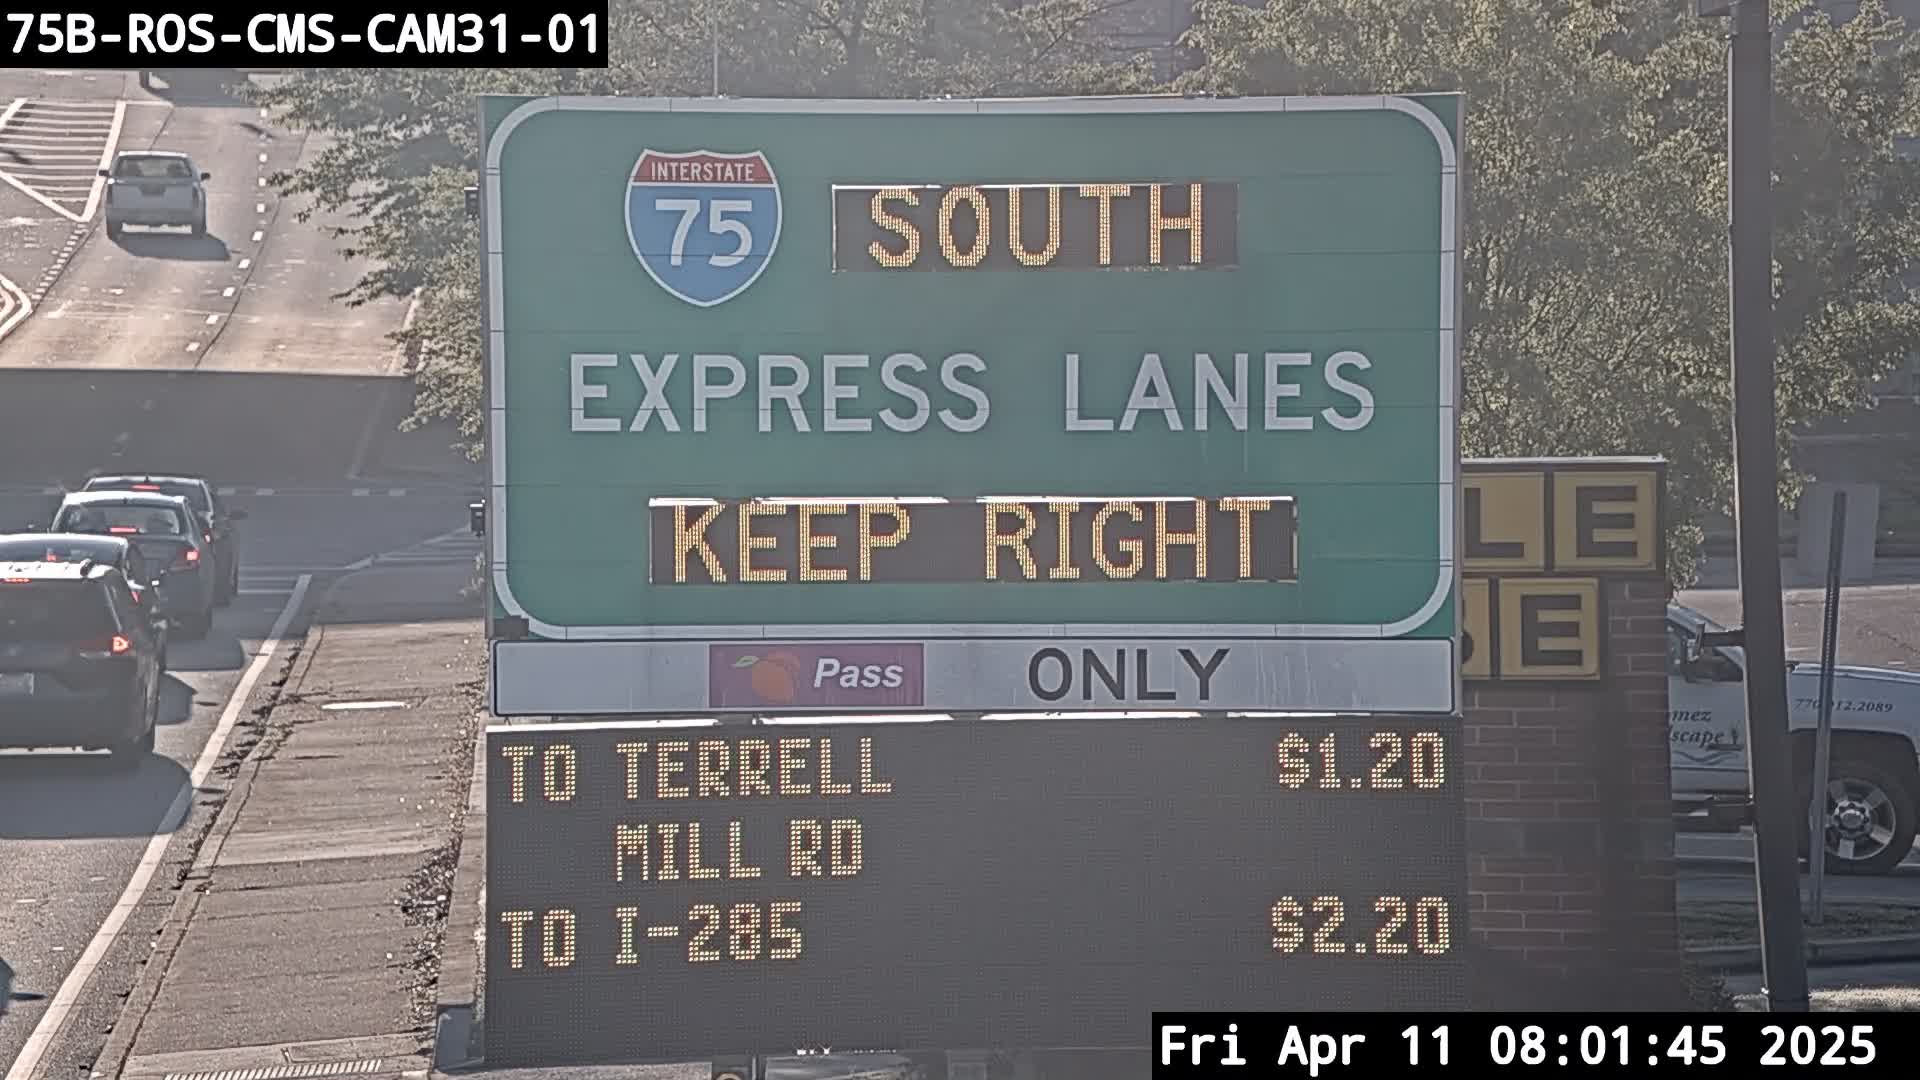 75B-ROS-CMS-CAM31-01
INTERSTATE
75
SOUTH
EXPRESS LANES
KEEP RIGHT
Pass ONLY
TO TERRELL $1.20
MILL RD
TO I-285 $2.20
LE
E
Fri Apr 11 08:01:45 2025